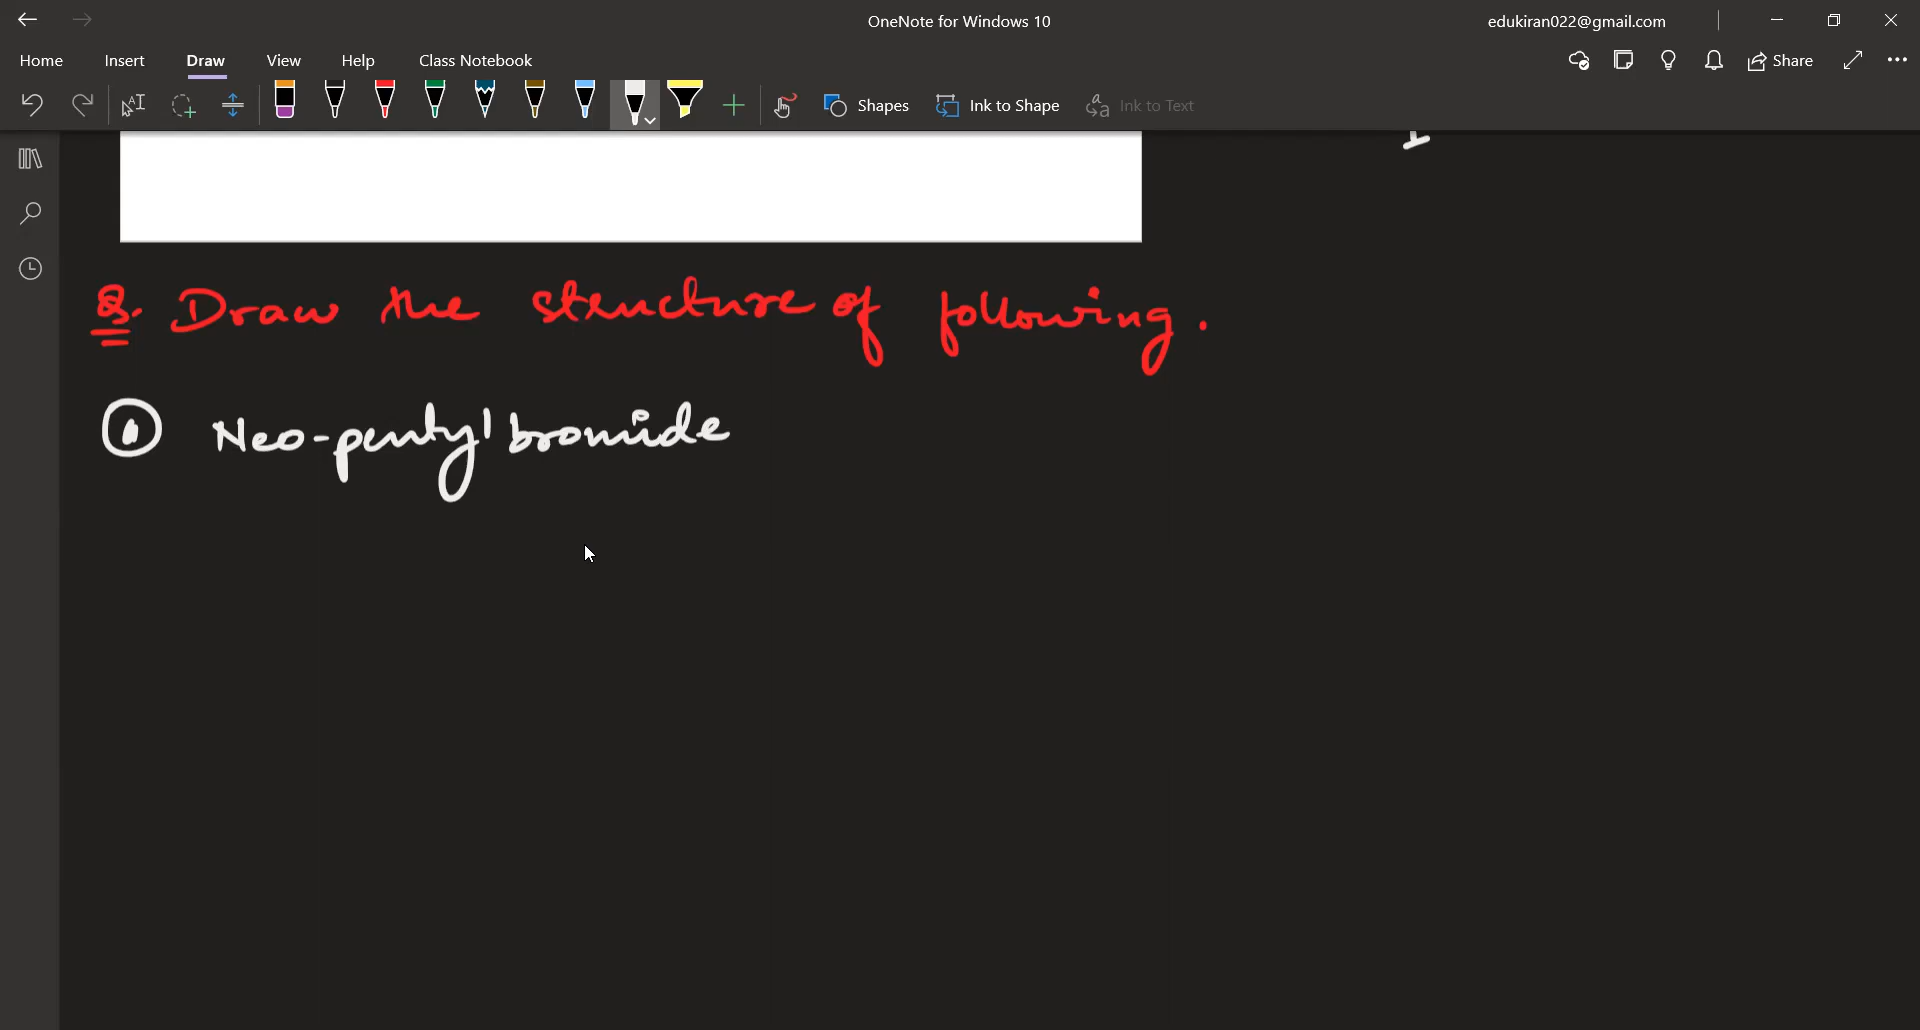 OneNote for Windows 10
edukiran022@gmail.com
Home Insert Draw View Help Class Notebook
Share
Shapes Ink to Shape Ink to Text
Q. Draw the structure of following.
a Neo-pentyl bromide